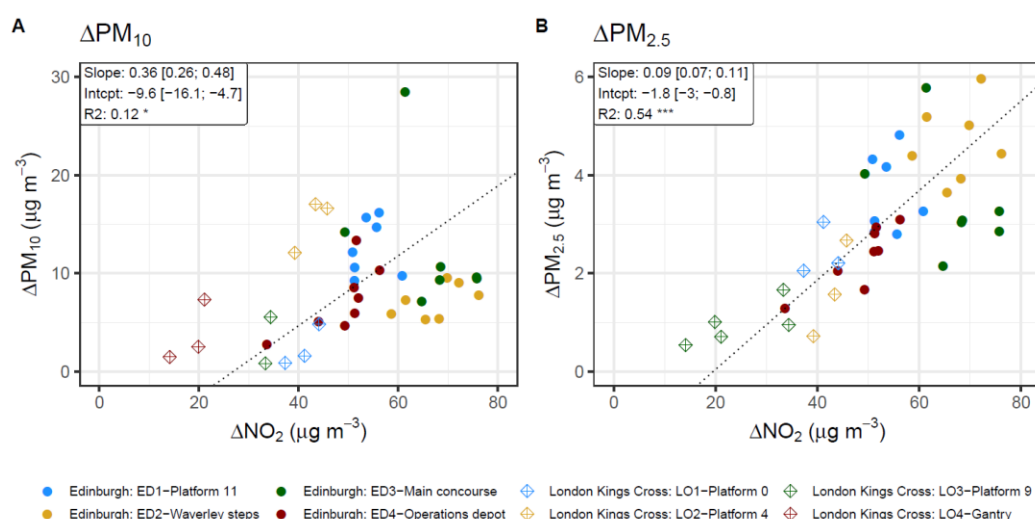 A
ΔPM10
B
ΔPM2.5
Slope: 0.36 [0.26; 0.48]
Intcpt: −9.6 [−16.1; −4.7]
R2: 0.12 *
Slope: 0.09 [0.07; 0.11]
Intcpt: −1.8 [−3; −0.8]
R2: 0.54 ***
30
20
10
0
ΔPM10 (μg m−3)
6
4
2
0
ΔPM2.5 (μg m−3)
0 20 40 60 80
ΔNO2 (μg m−3)
0 20 40 60 80
ΔNO2 (μg m−3)
Edinburgh: ED1−Platform 11 Edinburgh: ED3−Main concourse London Kings Cross: LO1−Platform 0 London Kings Cross: LO3−Platform 9
Edinburgh: ED2−Waverley steps Edinburgh: ED4−Operations depot London Kings Cross: LO2−Platform 4 London Kings Cross: LO4−Gantry